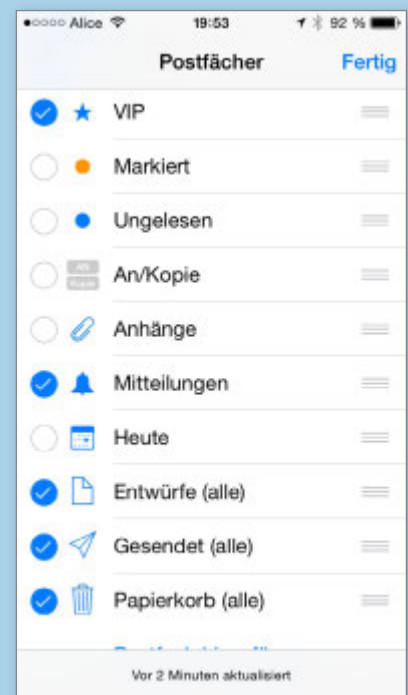 Alice 19:53 92 %
Postfächer Fertig
VIP
Markiert
Ungelesen
An/Kopie
Anhänge
Mitteilungen
Heute
Entwürfe (alle)
Gesendet (alle)
Papierkorb (alle)
Vor 2 Minuten aktualisiert